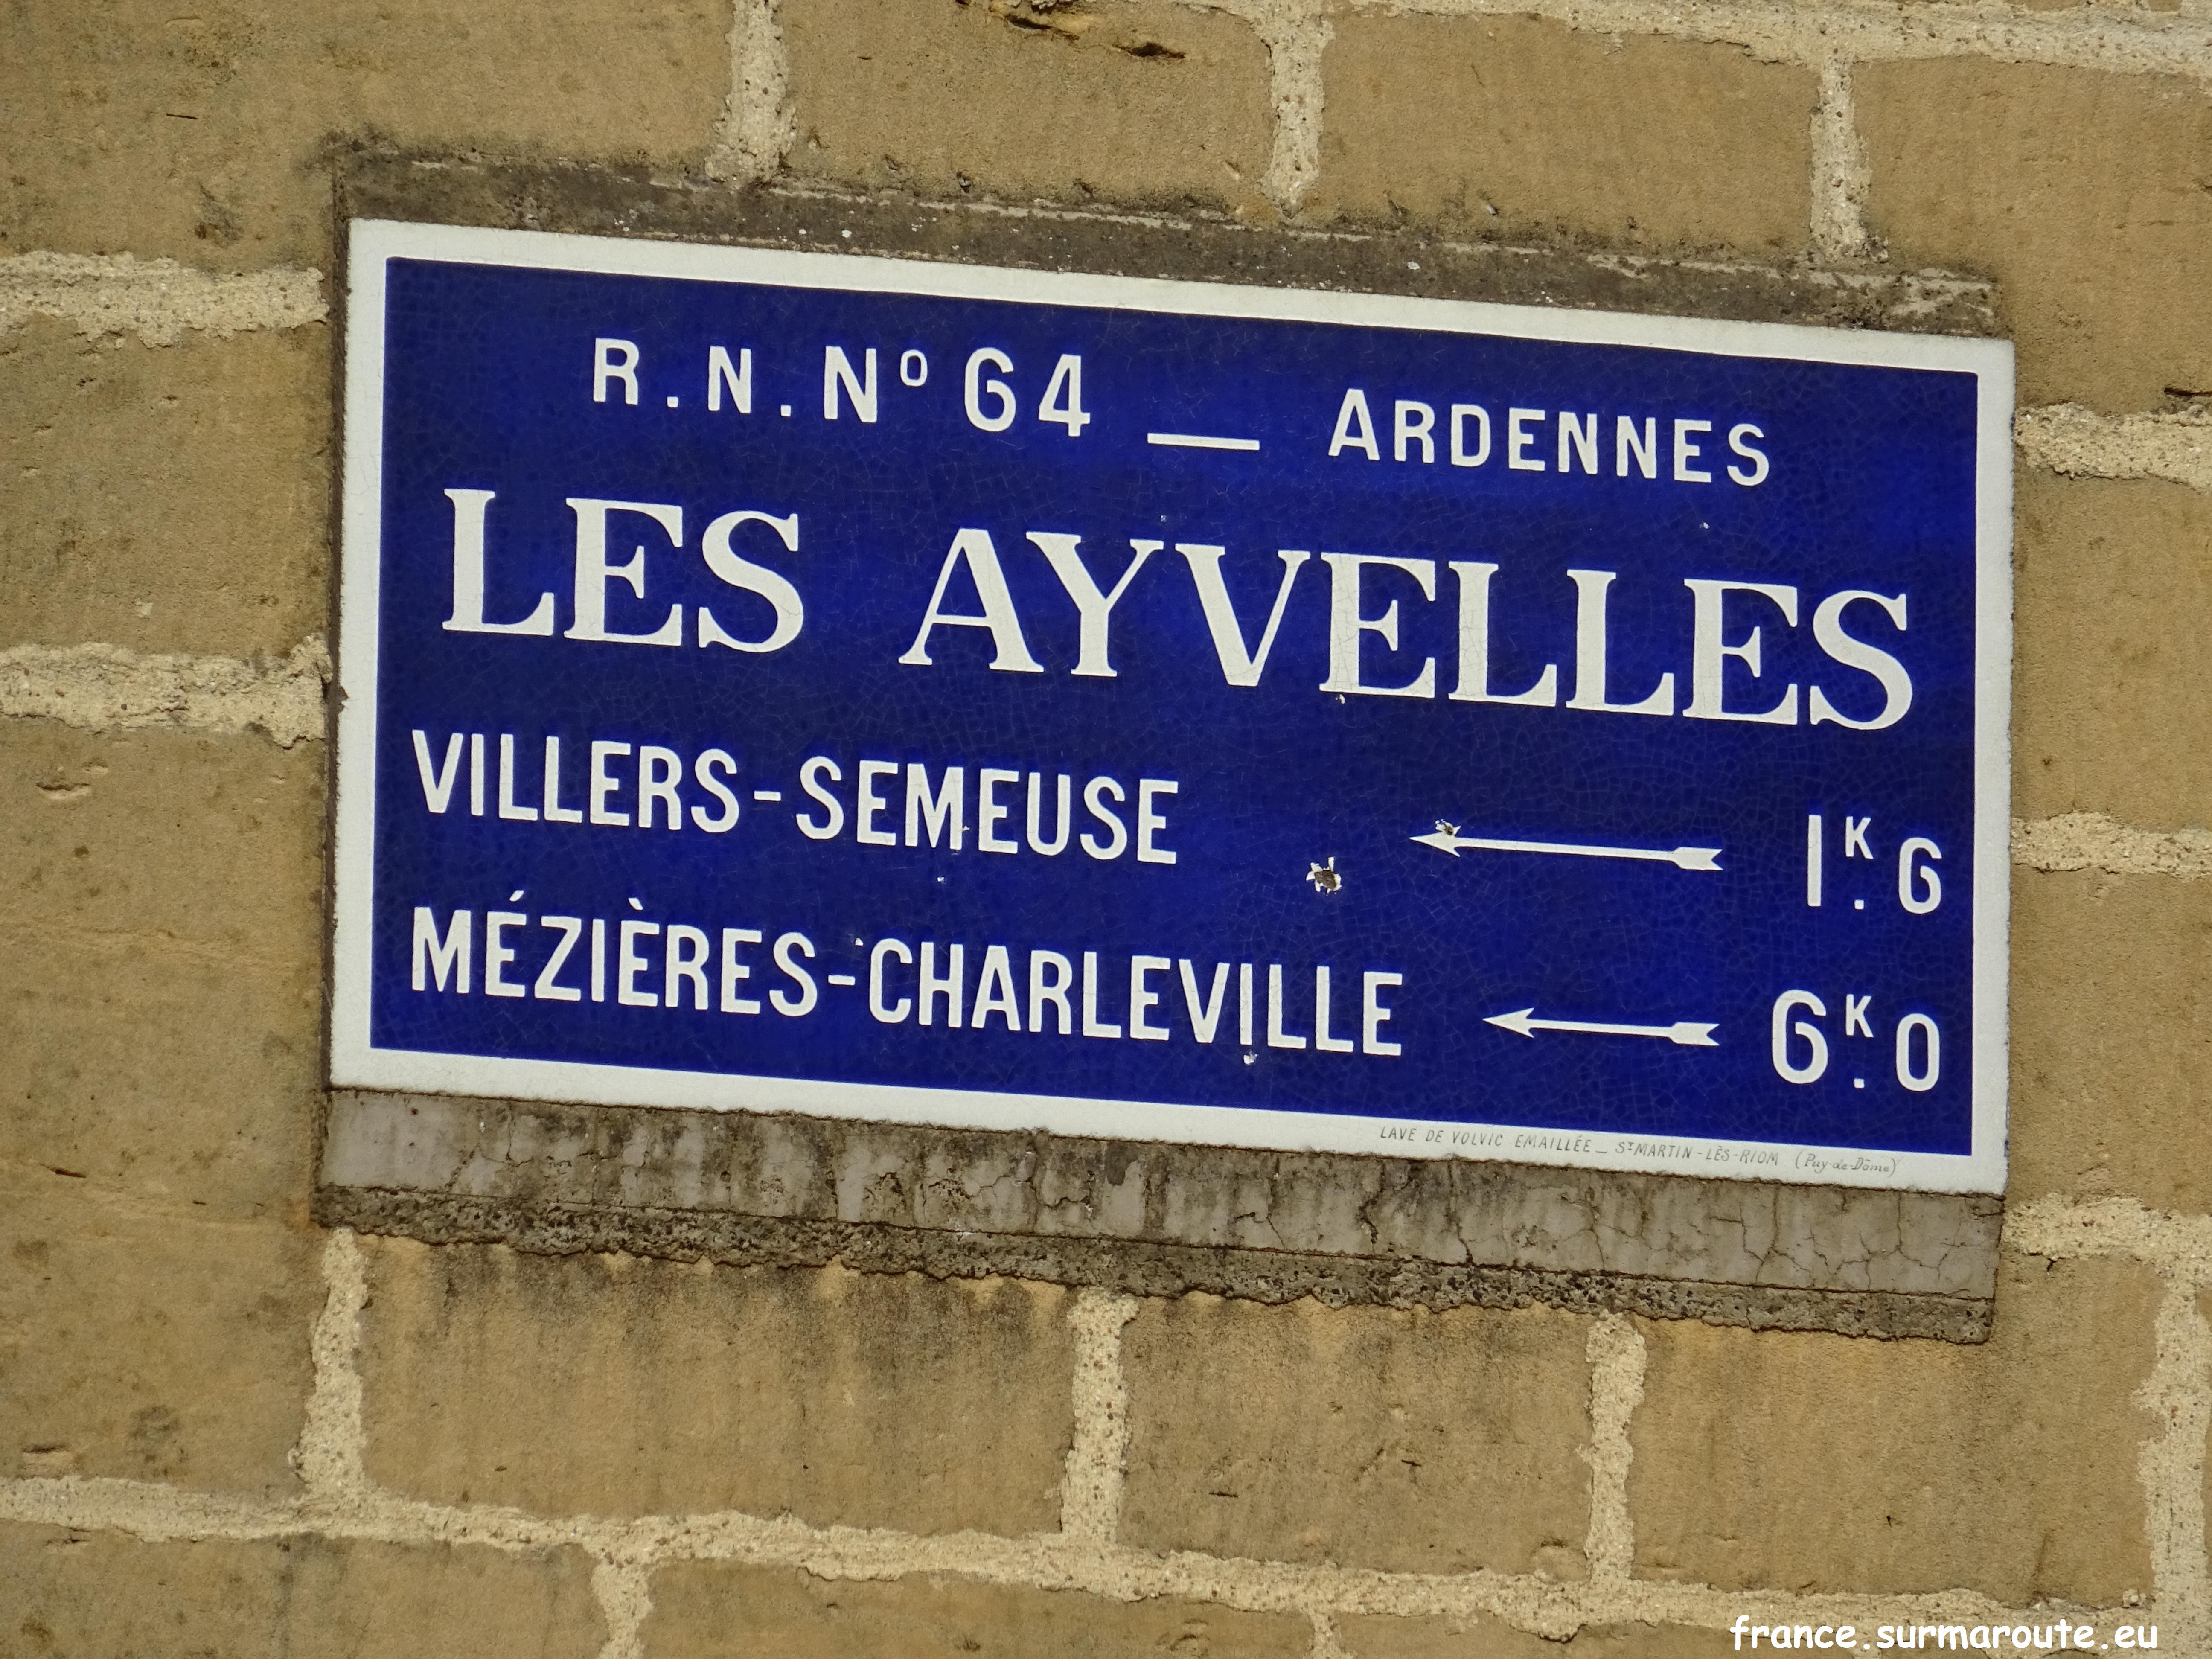 R.N.Nº 64 — ARDENNES
LES AYVELLES
VILLERS-SEMEUSE ← 1K.6
MÉZIÈRES-CHARLEVILLE ← 6K.0
LAVE DE VOLVIC EMAILLÉE _ ST MARTIN-LÈS-RIOM (Puy-de-Dôme)
france.surmaroute.eu